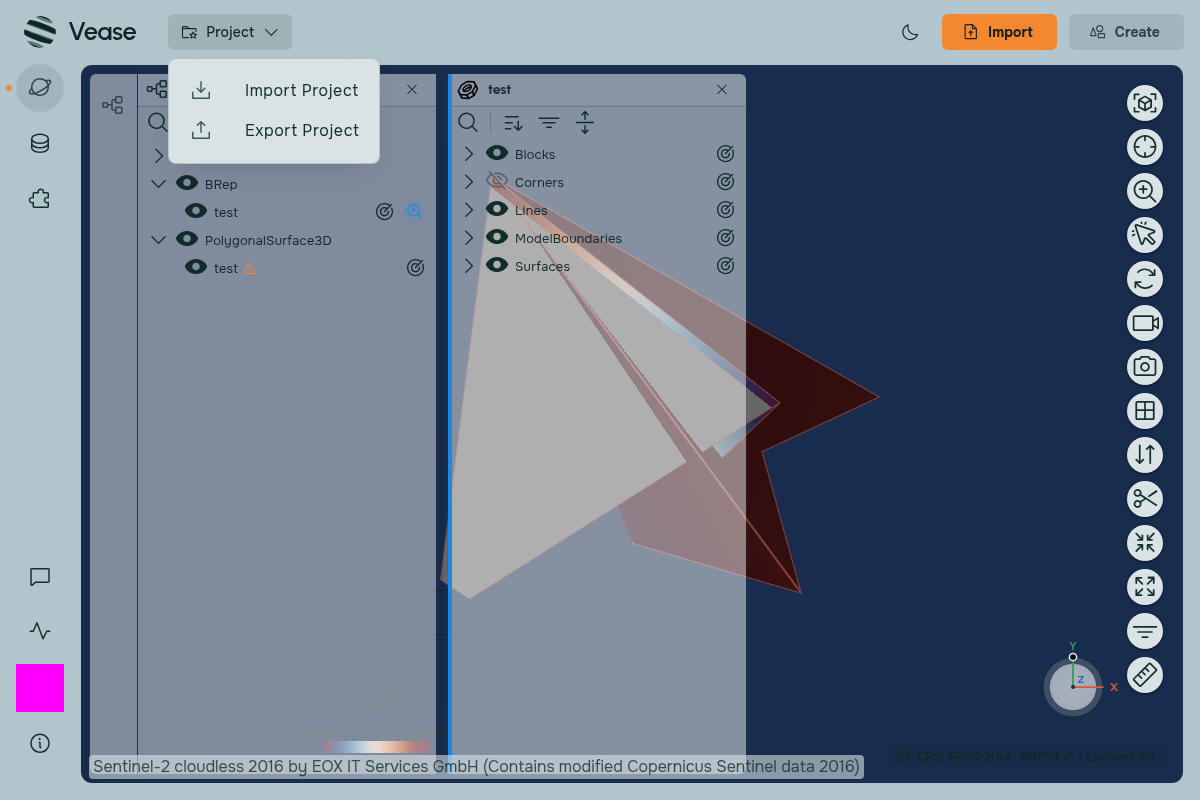 Vease
Project
Import
Create
Import Project
Export Project
test
BRep
test
PolygonalSurface3D
test
Blocks
Corners
Lines
ModelBoundaries
Surfaces
Y
Z
X
Sentinel-2 cloudless 2016 by EOX IT Services GmbH (Contains modified Copernicus Sentinel data 2016)
CRS: EPSG:2154 · RGF93 v1 / Lambert-93